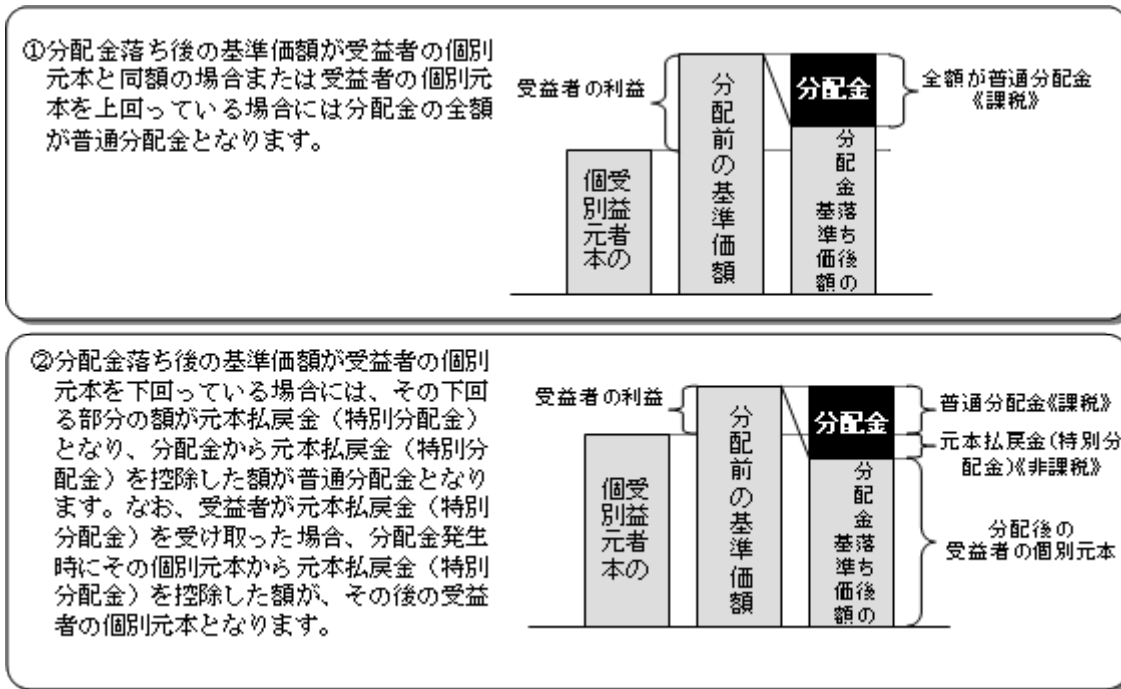 ①分配金落ち後の基準価額が受益者の個別
元本と同額の場合または受益者の個別元
本を上回っている場合には分配金の全額
が普通分配金となります。
受益者の利益
受益者の
個別元本
分配前の基準価額
分配金
分配金落ち後の
基準価額
全額が普通分配金
《課税》
②分配金落ち後の基準価額が受益者の個別
元本を下回っている場合には、その下回
る部分の額が元本払戻金（特別分配金）
となり、分配金から元本払戻金（特別分
配金）を控除した額が普通分配金となり
ます。なお、受益者が元本払戻金（特別
分配金）を受け取った場合、分配金発生
時にその個別元本から元本払戻金（特別
分配金）を控除した額が、その後の受益
者の個別元本となります。
受益者の利益
受益者の
個別元本
分配前の基準価額
分配金
分配金落ち後の
基準価額
普通分配金《課税》
元本払戻金(特別分
配金)《非課税》
分配後の
受益者の個別元本